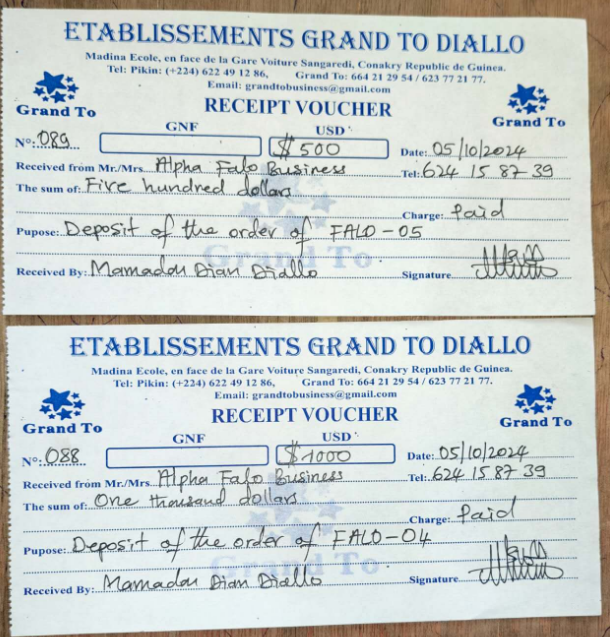 ETABLISSEMENTS GRAND TO DIALLO
Madina Ecole, en face de la Gare Voiture Sangaredi, Conakry Republic de Guinea.
Tel: Pikin: (+224) 622 49 12 86, Grand To: 664 21 29 54 / 623 77 21 77.
Email: grandtobusiness@gmail.com
Grand To
RECEIPT VOUCHER
Grand To
GNF USD
Nº: 089 $ 500 Date: 05/10/2024
Received from Mr./Mrs. Alpha Falo Business Tel: 624 15 87 39
The sum of: Five hundred dollars
Charge: Paid
Pupose: Deposit of the order of FALO-05
Grand To
Received By: Mamadou Dian Diallo Signature
ETABLISSEMENTS GRAND TO DIALLO
Madina Ecole, en face de la Gare Voiture Sangaredi, Conakry Republic de Guinea.
Tel: Pikin: (+224) 622 49 12 86, Grand To: 664 21 29 54 / 623 77 21 77.
Email: grandtobusiness@gmail.com
Grand To
RECEIPT VOUCHER
Grand To
GNF USD
Nº: 088 $ 1000 Date: 05/10/2024
Received from Mr./Mrs. Alpha Falo Business Tel: 624 15 87 39
The sum of: One thousand dollars
Charge: Paid
Pupose: Deposit of the order of FALO-04
Grand To
Received By: Mamadou Dian Diallo Signature